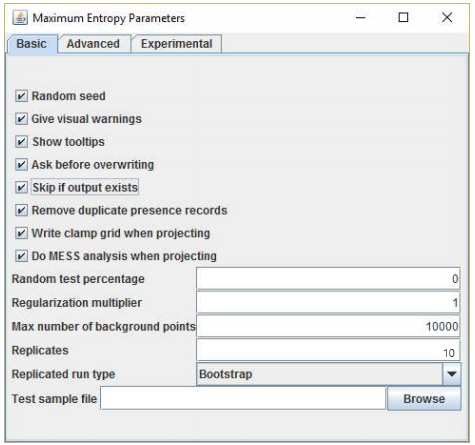 Maximum Entropy Parameters
Basic Advanced Experimental
Random seed
Give visual warnings
Show tooltips
Ask before overwriting
Skip if output exists
Remove duplicate presence records
Write clamp grid when projecting
Do MESS analysis when projecting
Random test percentage 0
Regularization multiplier 1
Max number of background points 10000
Replicates 10
Replicated run type Bootstrap
Test sample file Browse